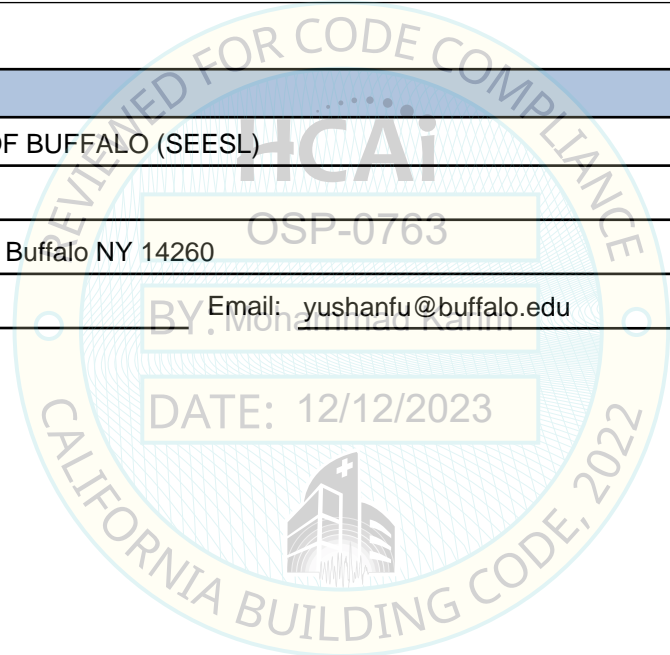 REVIEWED FOR CODE COMPLIANCE
HCAi
OF BUFFALO (SEESL)
OSP-0763
Buffalo NY 14260
Email: yushanfu@buffalo.edu
BY: Mohammad Karim
DATE: 12/12/2023
CALIFORNIA BUILDING CODE, 2022